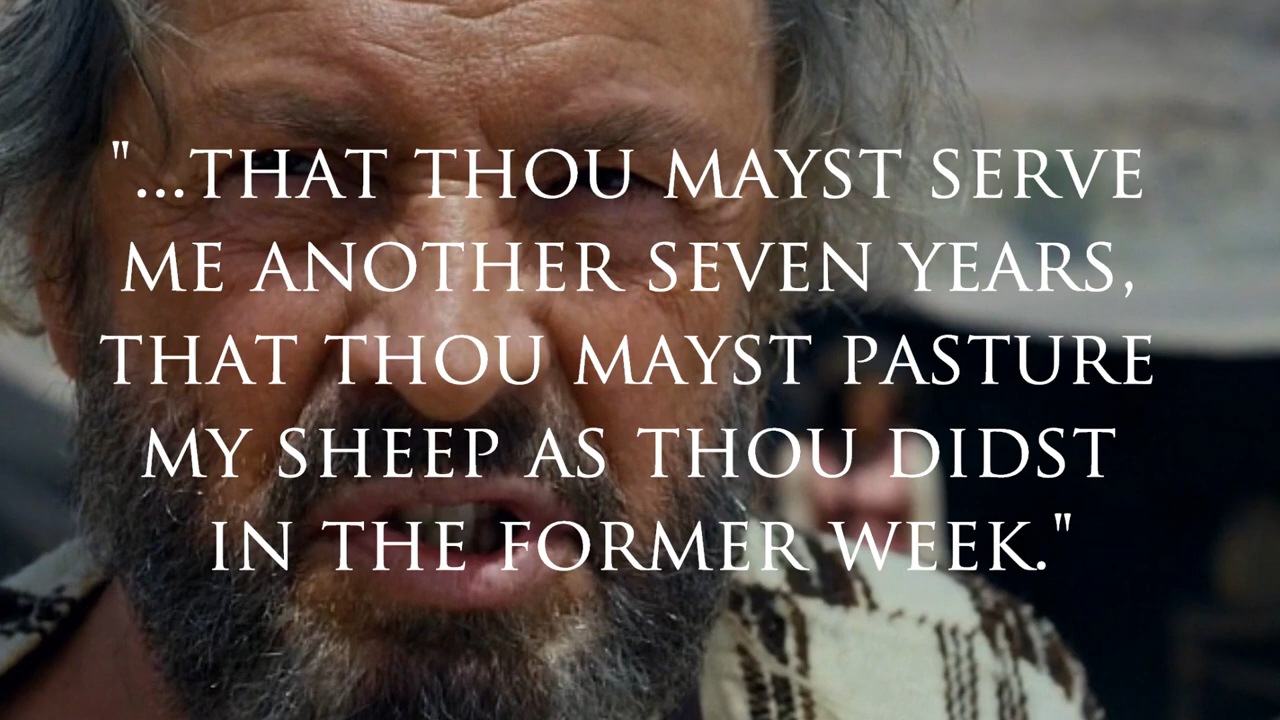 "...THAT THOU MAYST SERVE
ME ANOTHER SEVEN YEARS,
THAT THOU MAYST PASTURE
MY SHEEP AS THOU DIDST
IN THE FORMER WEEK."